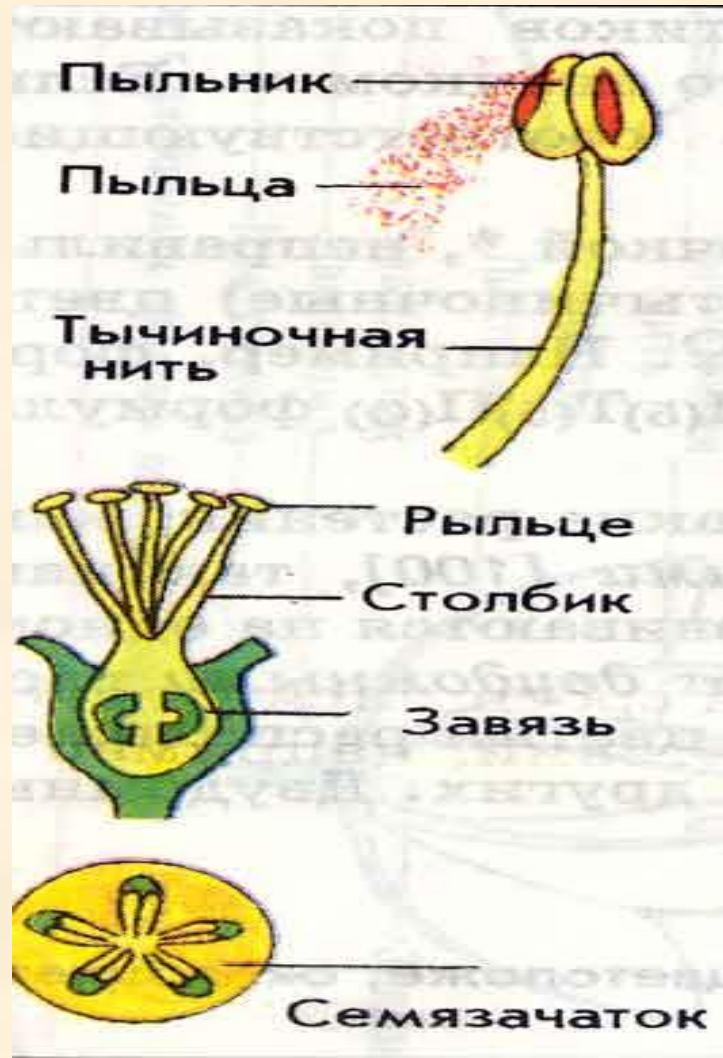 Пыльник
Пыльца
Тычиночная
нить
Рыльце
Столбик
Завязь
Семязачаток